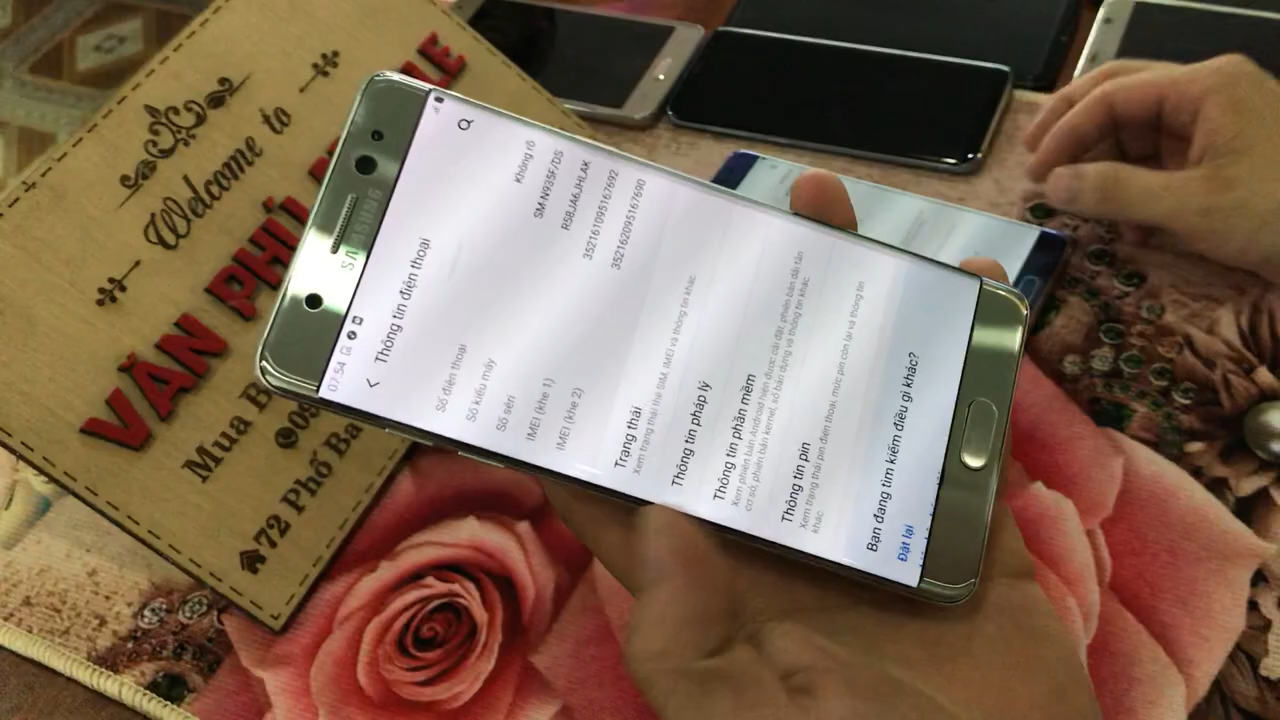 Welcome to
VĂN PHÚ
Mua
72 Phố Ba
SAMSUNG
07:54
Thông tin điện thoại
Số điện thoại Không rõ
Số kiểu máy SM-N935F/DS
Số sêri R58JA6JHLAK
IMEI (khe 1) 352161095167692
IMEI (khe 2) 352162095167690
Trạng thái
Xem trạng thái thẻ SIM, IMEI và thông tin khác.
Thông tin pháp lý
Thông tin phần mềm
Xem phiên bản Android hiện được cài đặt, phiên bản dải tần
cơ sở, phiên bản kernel, số bản dựng và thông tin khác.
Thông tin pin
Xem trạng thái pin điện thoại, mức pin còn lại và thông tin
khác.
Bạn đang tìm kiếm điều gì khác?
Đặt lại